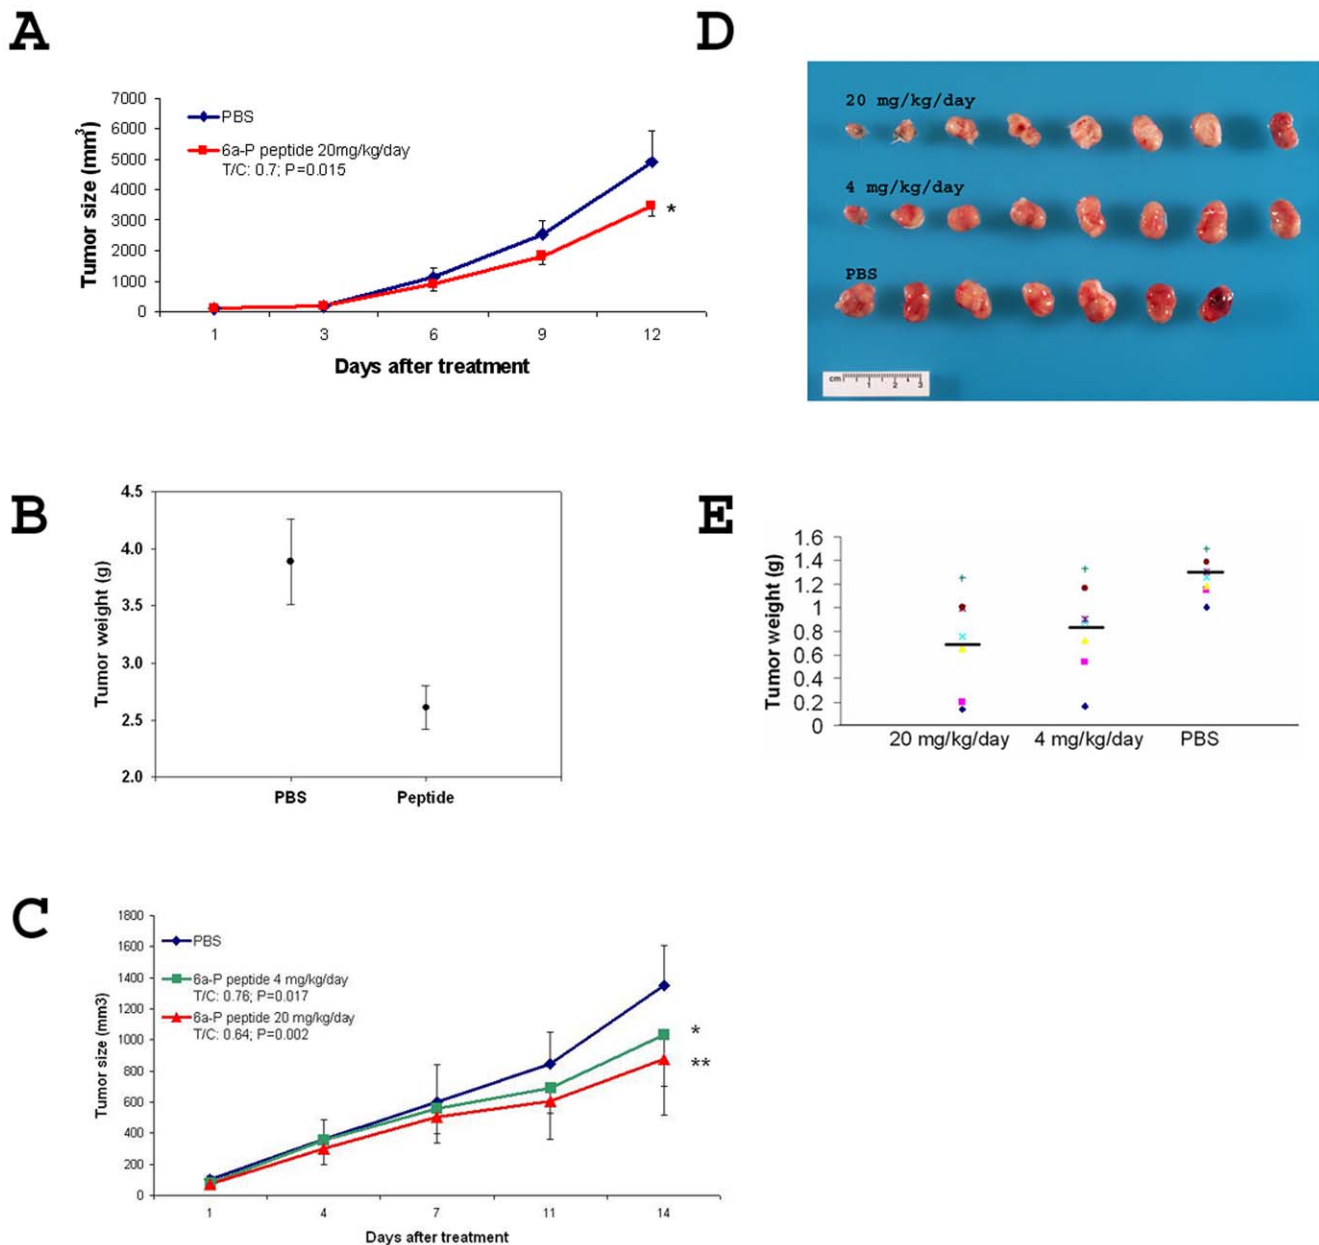 A
7000
6000
5000
4000
3000
2000
1000
0
Tumor size (mm3)
PBS
6a-P peptide 20mg/kg/day
T/C: 0.7; P=0.015
*
1 3 6 9 12
Days after treatment
D
20 mg/kg/day
4 mg/kg/day
PBS
cm 1 2 3
B
4.5
4.0
3.5
3.0
2.5
2.0
Tumor weight (g)
PBS Peptide
E
1.6
1.4
1.2
1
0.8
0.6
0.4
0.2
0
Tumor weight (g)
20 mg/kg/day 4 mg/kg/day PBS
C
1800
1600
1400
1200
1000
800
600
400
200
0
Tumor size (mm3)
PBS
6a-P peptide 4 mg/kg/day
T/C: 0.76; P=0.017
6a-P peptide 20 mg/kg/day
T/C: 0.64; P=0.002
*
**
1 4 7 11 14
Days after treatment